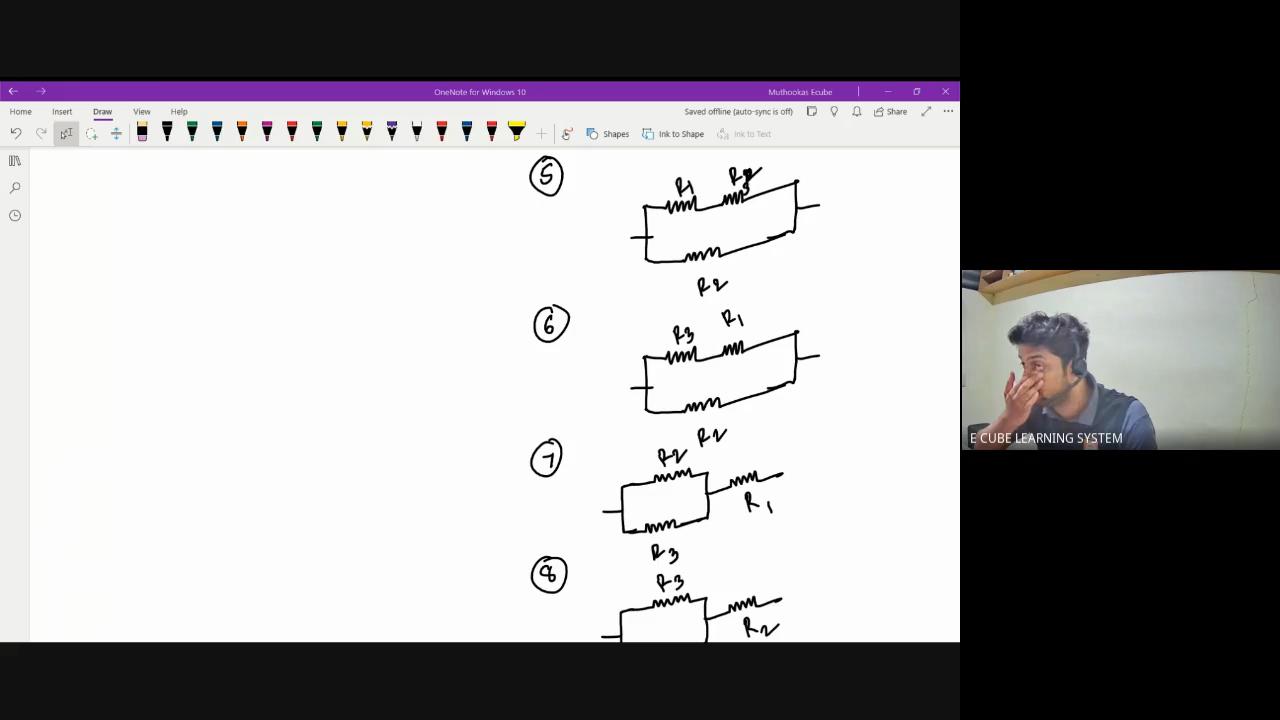 OneNote for Windows 10
Muthookas Ecube
Home Insert Draw View Help
Saved offline (auto-sync is off)
Share
Shapes
Ink to Shape
Ink to Text
5
R1
R2
6
R3 R1
R2
7
R2
R1
R3
8
R3
R2
E CUBE LEARNING SYSTEM